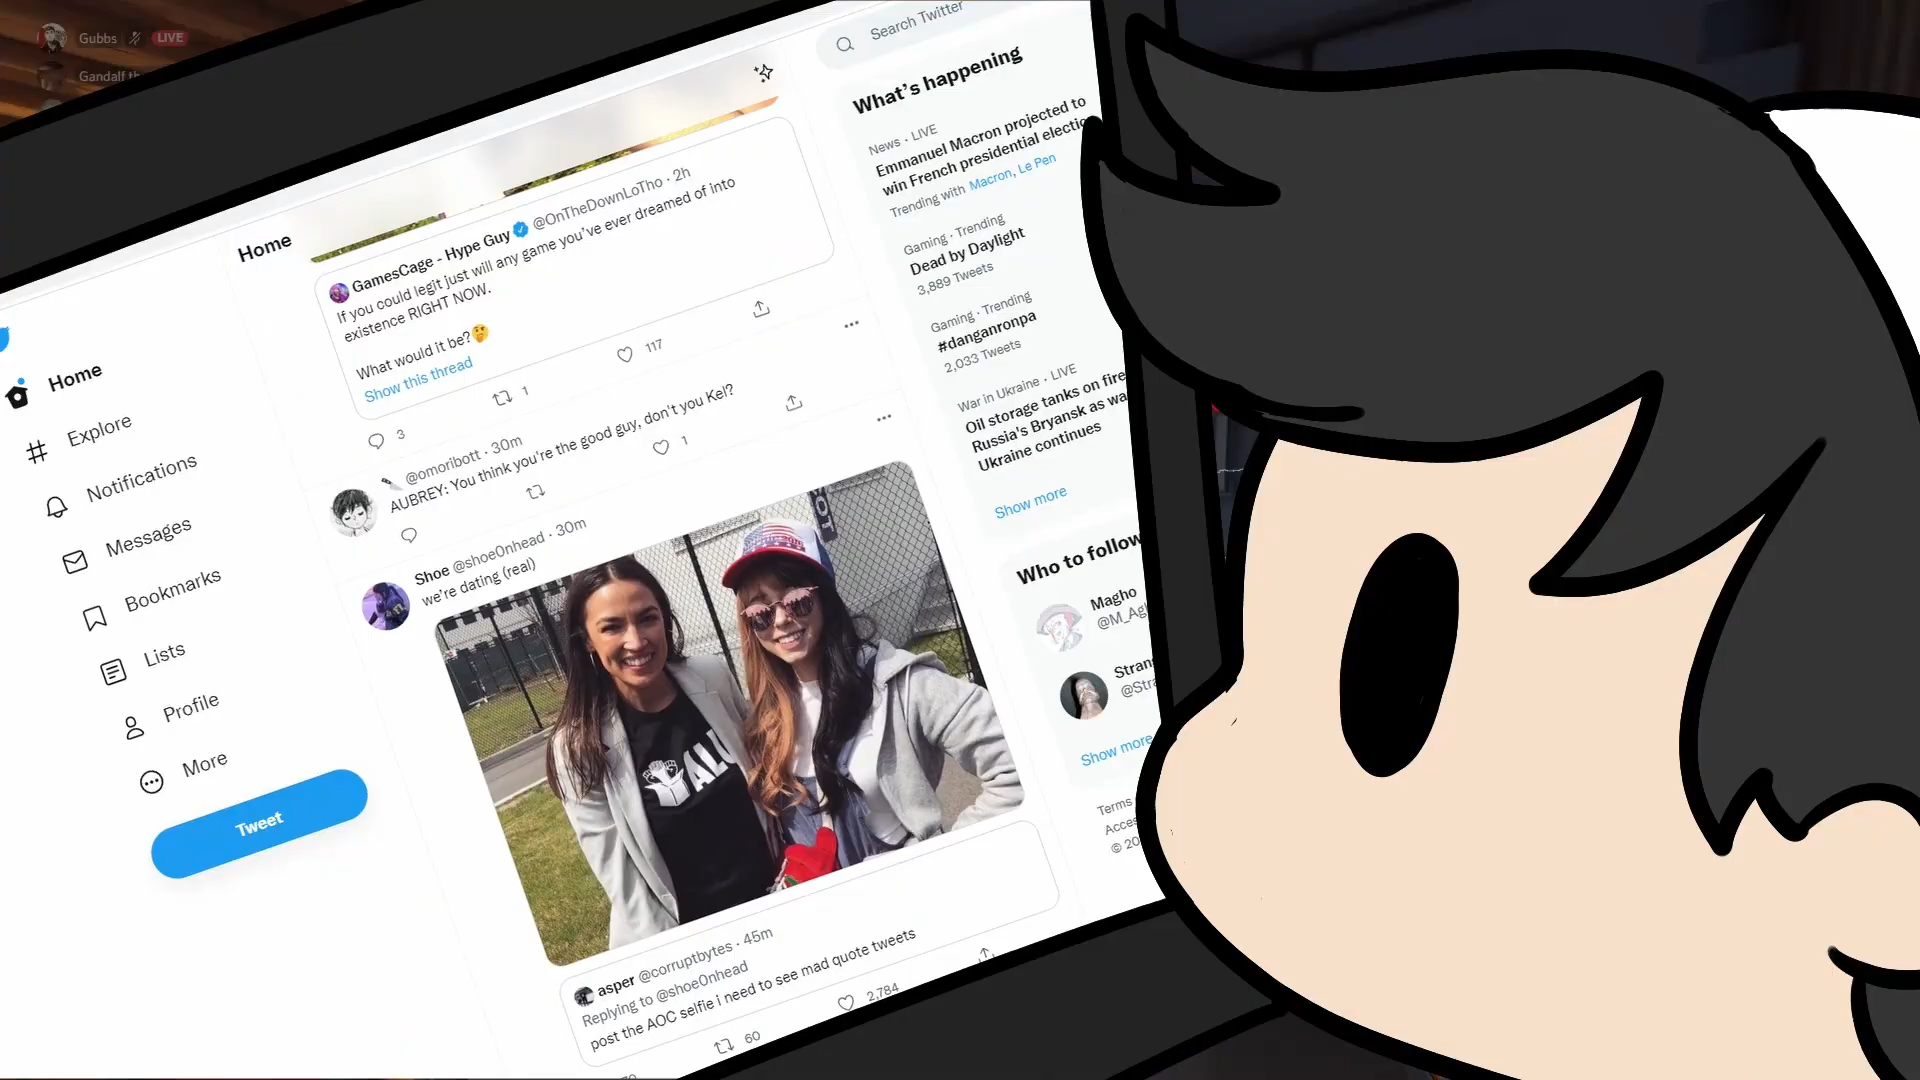 Gubbs
LIVE
Gandalf th
Home
Explore
Notifications
Messages
Bookmarks
Lists
Profile
More
Tweet
Home
GamesCage - Hype Guy @OnTheDownLoTho · 2h
If you could legit just will any game you've ever dreamed of into
existence RIGHT NOW.
What would it be?🤔
Show this thread
3
1
117
@omoribott · 30m
AUBREY: You think you're the good guy, don't you Kel?
1
Shoe @shoe0nhead · 30m
we're dating (real)
asper @corruptbytes · 45m
Replying to @shoe0nhead
post the AOC selfie i need to see mad quote tweets
60
2,784
Search Twitter
What's happening
News · LIVE
Emmanuel Macron projected to
win French presidential electio
Trending with Macron, Le Pen
Gaming · Trending
Dead by Daylight
3,889 Tweets
Gaming · Trending
#danganronpa
2,033 Tweets
War in Ukraine · LIVE
Oil storage tanks on fire
Russia's Bryansk as wa
Ukraine continues
Show more
Who to follow
Magho
@M_Ag
Stran
@Stra
Show more
Terms
Acces
© 20